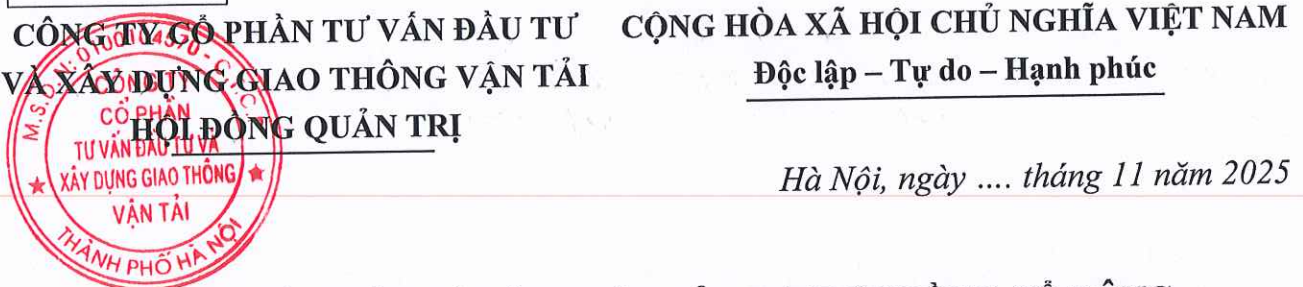 CÔNG TY CỔ PHẦN TƯ VẤN ĐẦU TƯ
VÀ XÂY DỰNG GIAO THÔNG VẬN TẢI
HỘI ĐỒNG QUẢN TRỊ
CỘNG HÒA XÃ HỘI CHỦ NGHĨA VIỆT NAM
Độc lập – Tự do – Hạnh phúc
Hà Nội, ngày .... tháng 11 năm 2025
CÔNG TY
CỔ PHẦN
TƯ VẤN ĐẦU TƯ VÀ
XÂY DỰNG GIAO THÔNG
VẬN TẢI
THÀNH PHỐ HÀ NỘI